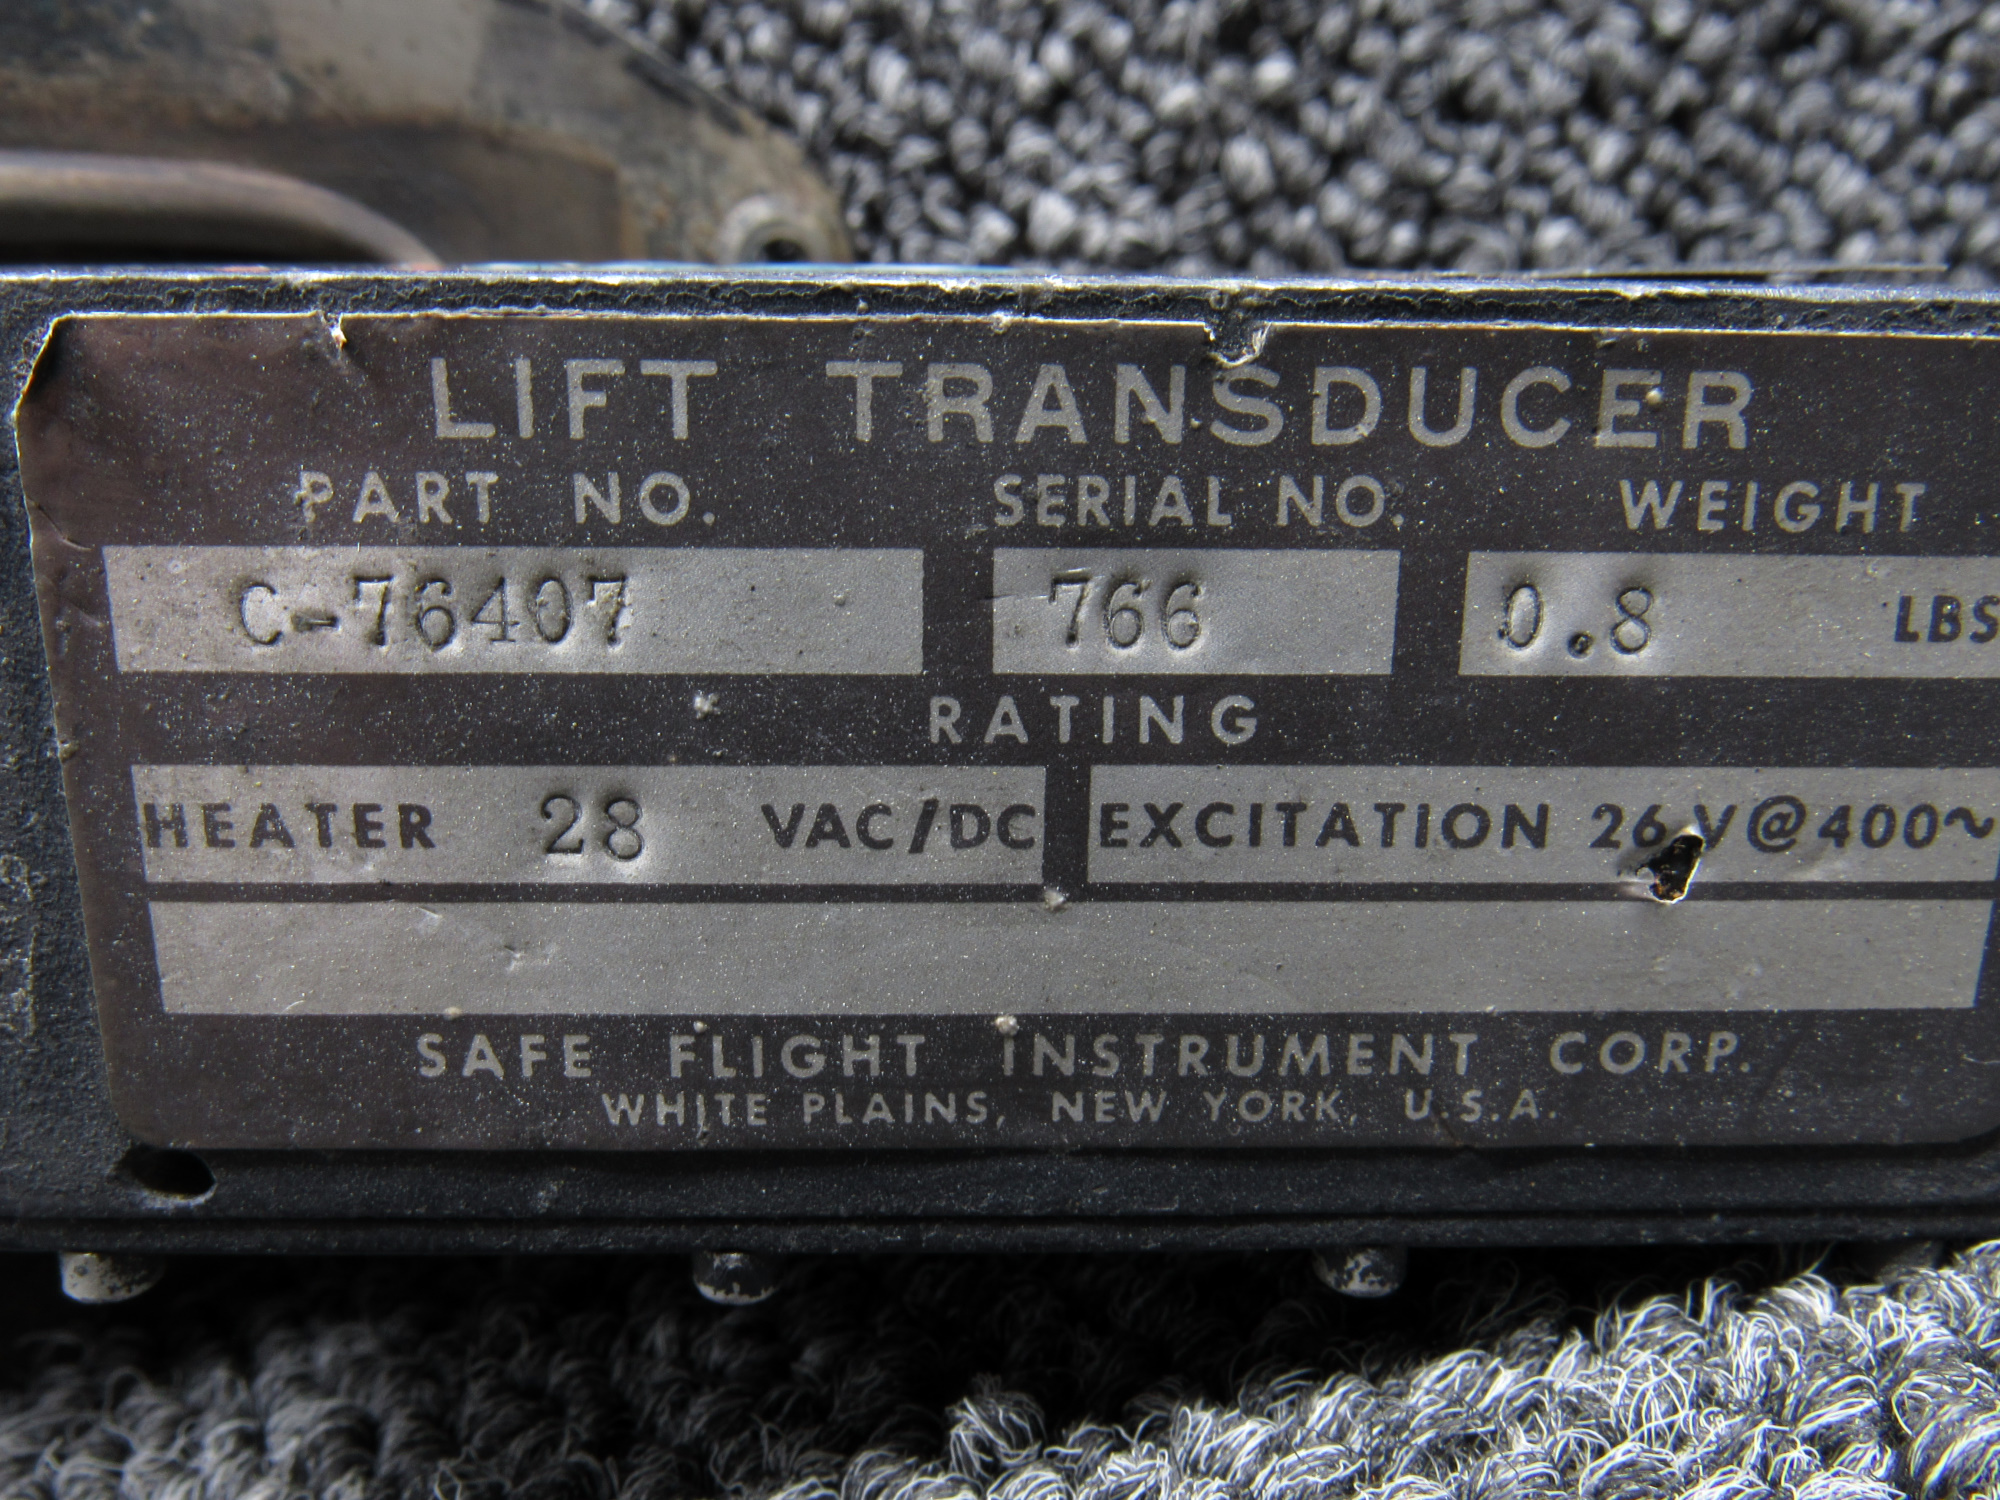 LIFT TRANSDUCER
PART NO. SERIAL NO. WEIGHT
C-76407 766 0.8 LBS
RATING
HEATER 28 VAC/DC EXCITATION 26 V@400~
SAFE FLIGHT INSTRUMENT CORP.
WHITE PLAINS, NEW YORK, U.S.A.